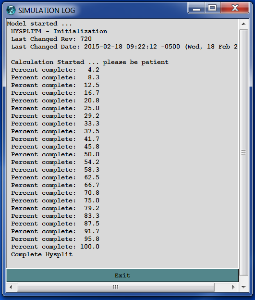 SIMULATION LOG
Model started ...
HYSPLIT4 - Initialization
Last Changed Rev: 720
Last Changed Date: 2015-02-18 09:22:12 -0500 (Wed, 18 Feb 2
Calculation Started ... please be patient
Percent complete: 4.2
Percent complete: 8.3
Percent complete: 12.5
Percent complete: 16.7
Percent complete: 20.8
Percent complete: 25.0
Percent complete: 29.2
Percent complete: 33.3
Percent complete: 37.5
Percent complete: 41.7
Percent complete: 45.8
Percent complete: 50.0
Percent complete: 54.2
Percent complete: 58.3
Percent complete: 62.5
Percent complete: 66.7
Percent complete: 70.8
Percent complete: 75.0
Percent complete: 79.2
Percent complete: 83.3
Percent complete: 87.5
Percent complete: 91.7
Percent complete: 95.8
Percent complete: 100.0
Complete Hysplit
Exit